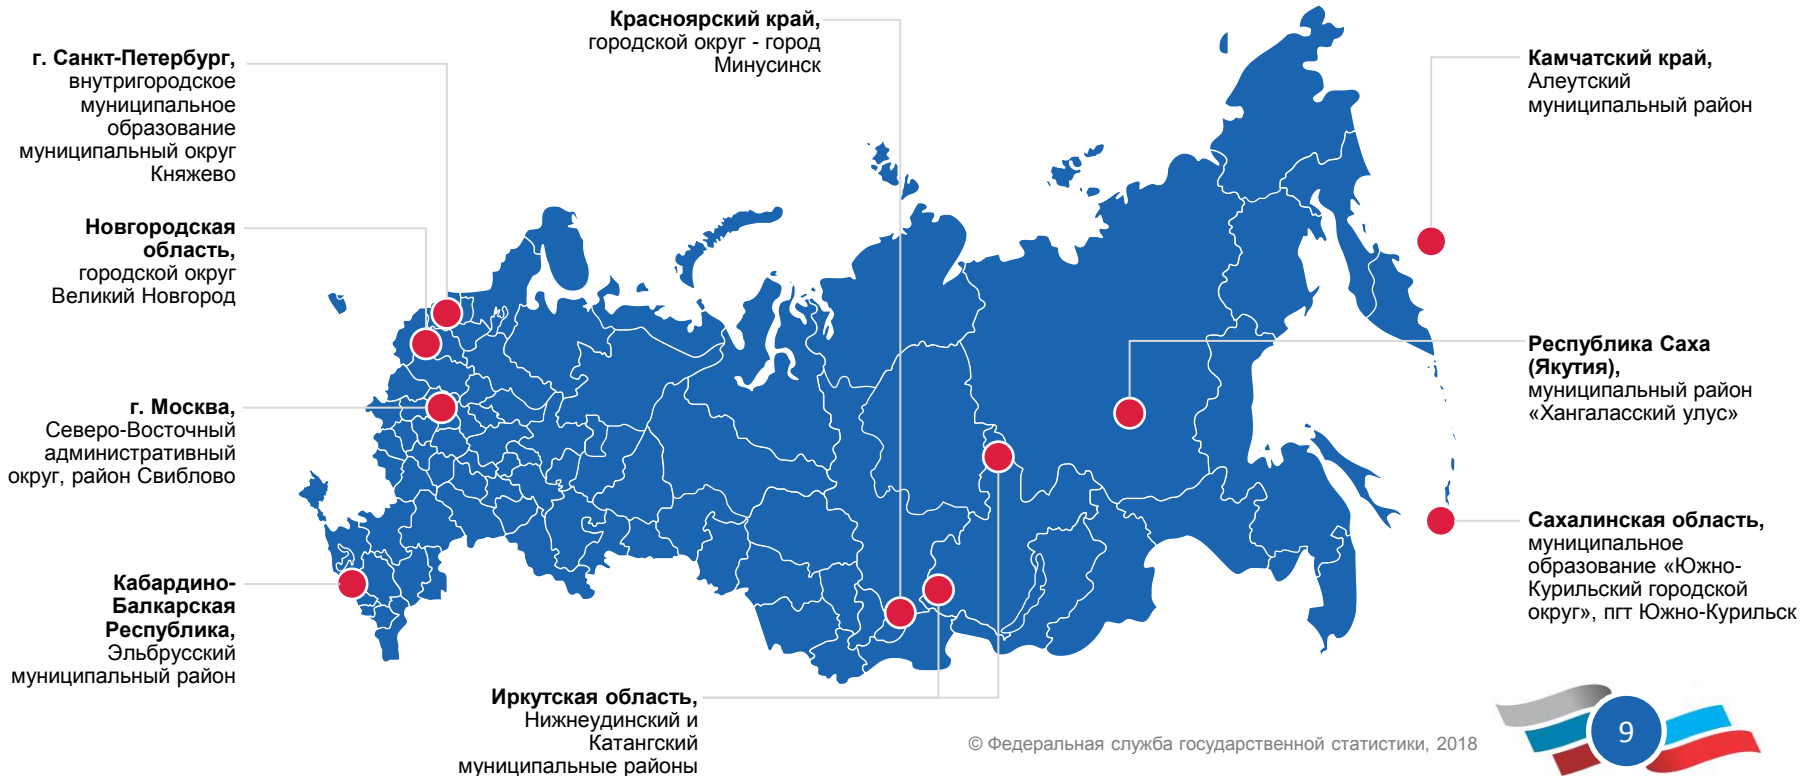 г. Санкт-Петербург,
внутригородское
муниципальное
образование
муниципальный округ
Княжево
Новгородская
область,
городской округ
Великий Новгород
г. Москва,
Северо-Восточный
административный
округ, район Свиблово
Кабардино-
Балкарская
Республика,
Эльбрусский
муниципальный район
Красноярский край,
городской округ - город
Минусинск
Иркутская область,
Нижнеудинский и
Катангский
муниципальные районы
Камчатский край,
Алеутский
муниципальный район
Республика Саха
(Якутия),
муниципальный район
«Хангаласский улус»
Сахалинская область,
муниципальное
образование «Южно-
Курильский городской
округ», пгт Южно-Курильск
© Федеральная служба государственной статистики, 2018
9